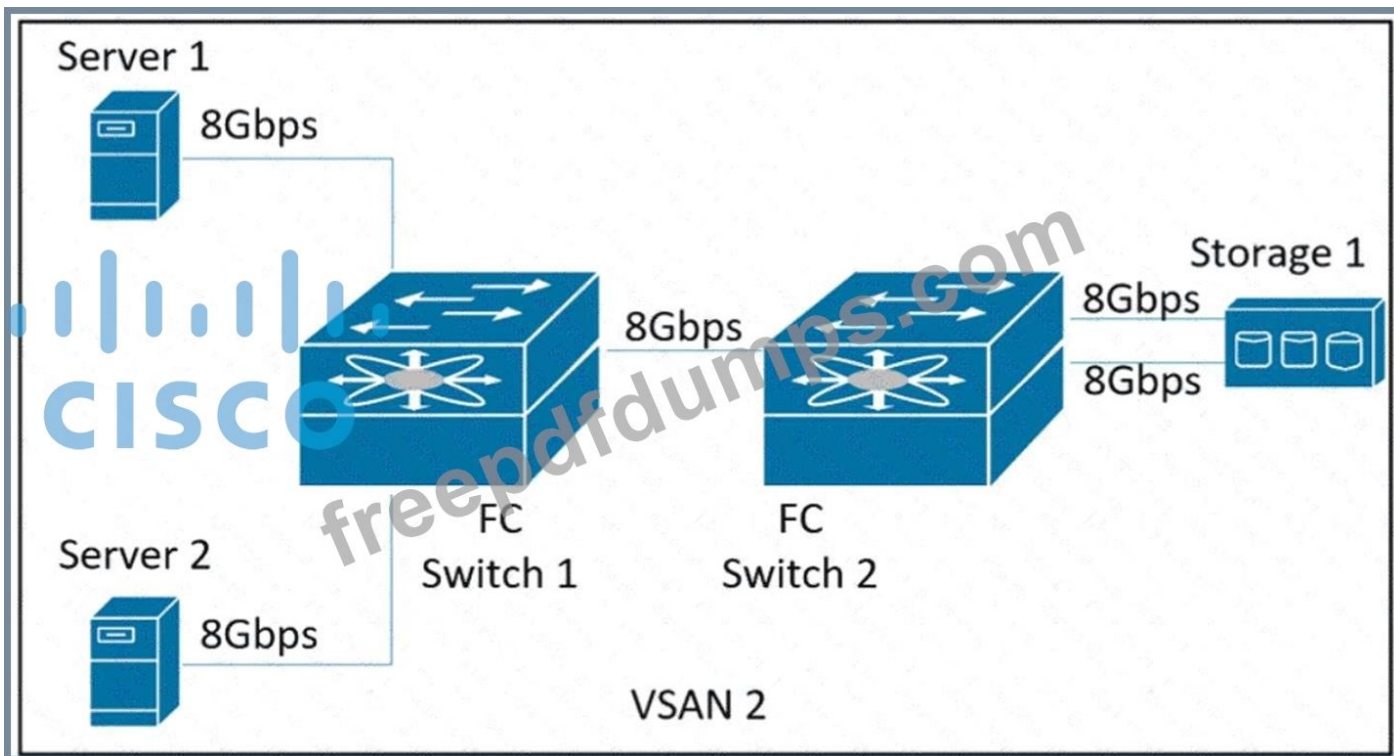 Server 1
8Gbps
Storage 1
8Gbps
8Gbps
8Gbps
CISCO
freepdfdumps.com
FC
Switch 1
FC
Switch 2
Server 2
8Gbps
VSAN 2